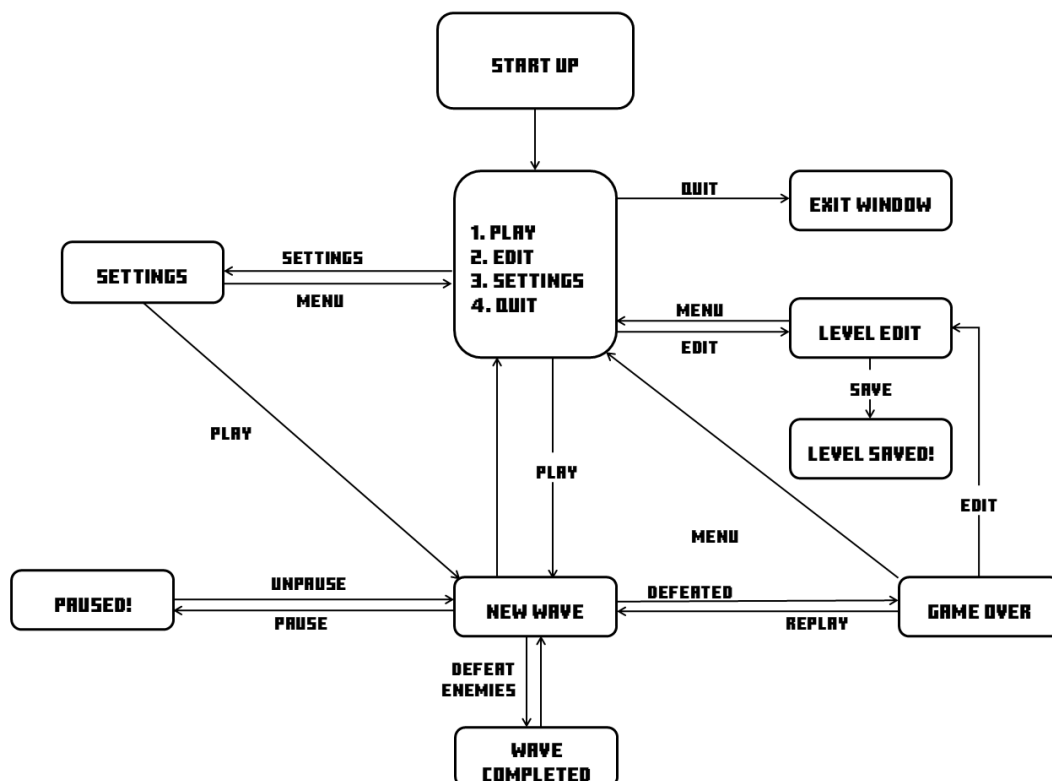 START UP
QUIT
EXIT WINDOW
1. PLAY
2. EDIT
3. SETTINGS
4. QUIT
SETTINGS
SETTINGS
MENU
MENU
EDIT
LEVEL EDIT
SAVE
LEVEL SAVED!
PLAY
PLAY
EDIT
MENU
PAUSED!
UNPAUSE
PAUSE
NEW WAVE
DEFEATED
REPLAY
GAME OVER
DEFEAT
ENEMIES
WAVE
COMPLETED